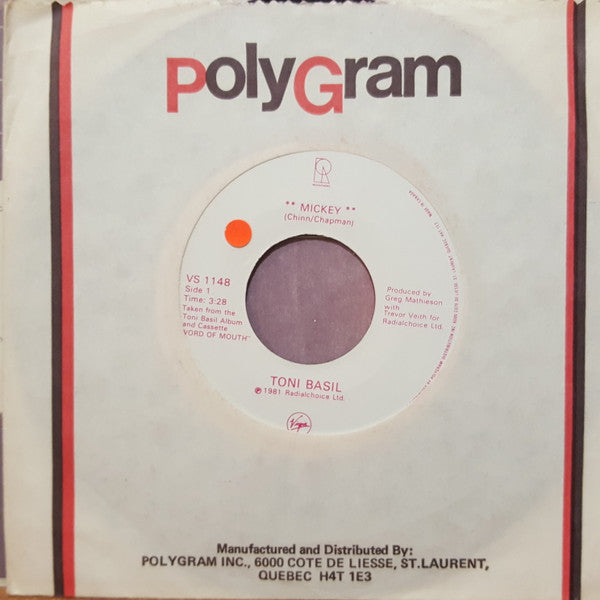 PolyGram
** MICKEY **
(Chinn/Chapman)
VS 1148
Side 1
Time: 3:28
Taken from the
Toni Basil Album
and Cassette
VORD OF MOUTH"
Produced by
Greg Mathieson
with
Trevor Veith for
Radialchoice Ltd.
TONI BASIL
℗ 1981 Radialchoice Ltd.
Virgin
Manufactured and Distributed By:
POLYGRAM INC., 6000 COTE DE LIESSE, ST.LAURENT,
QUEBEC H4T 1E3